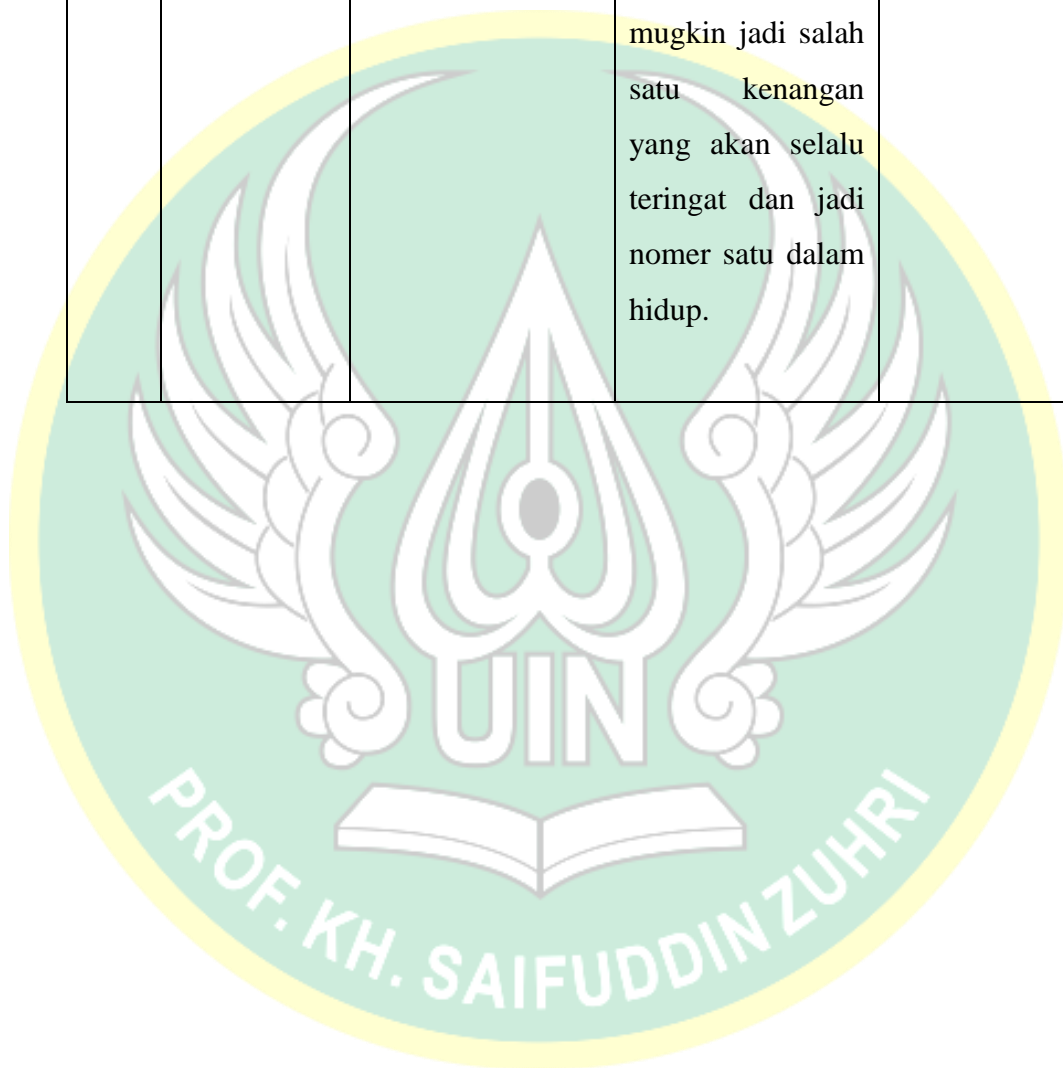 mugkin jadi salah
satu kenangan
yang akan selalu
teringat dan jadi
nomer satu dalam
hidup.
UIN
PROF. KH. SAIFUDDIN ZUHRI